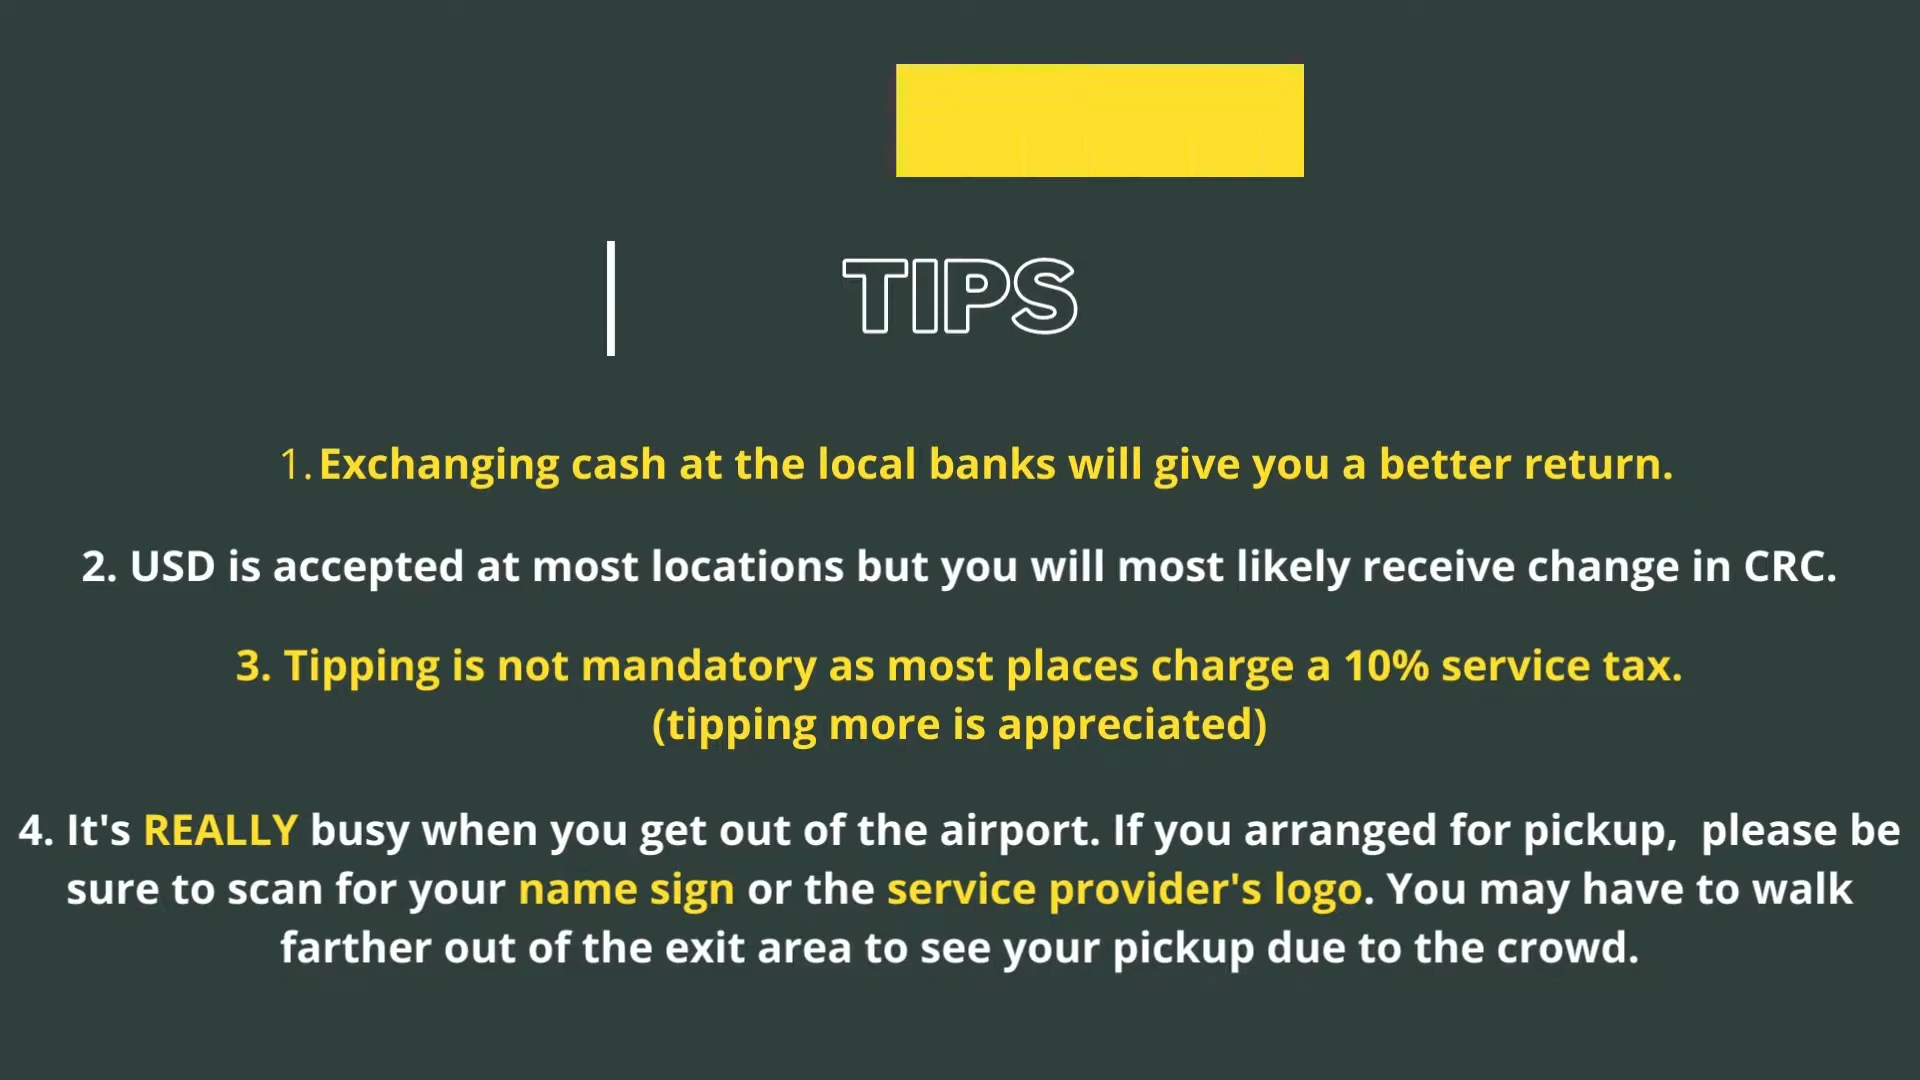 TIPS
1. Exchanging cash at the local banks will give you a better return.
2. USD is accepted at most locations but you will most likely receive change in CRC.
3. Tipping is not mandatory as most places charge a 10% service tax.
(tipping more is appreciated)
4. It's REALLY busy when you get out of the airport. If you arranged for pickup,  please be
sure to scan for your name sign or the service provider's logo. You may have to walk
farther out of the exit area to see your pickup due to the crowd.